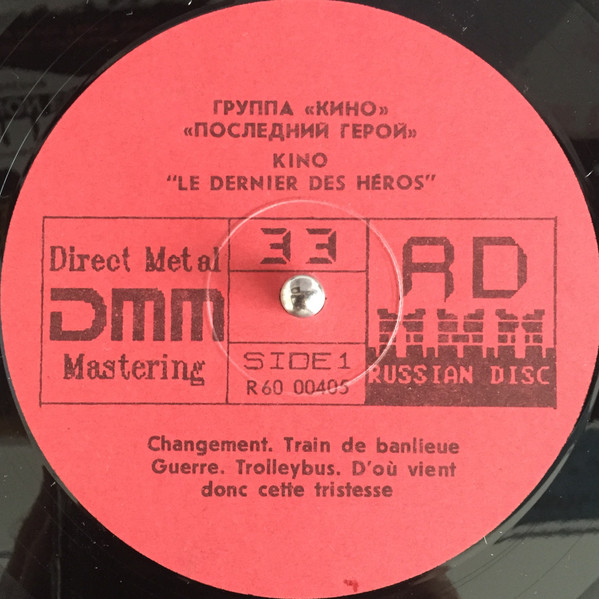 ГРУППА «КИНО»
«ПОСЛЕДНИЙ ГЕРОЙ»
KINO
"LE DERNIER DES HÉROS"
Direct Metal
DMM
Mastering
33
SIDE 1
R60 00405
RD
RUSSIAN DISC
Changement. Train de banlieue
Guerre. Trolleybus. D'où vient
donc cette tristesse